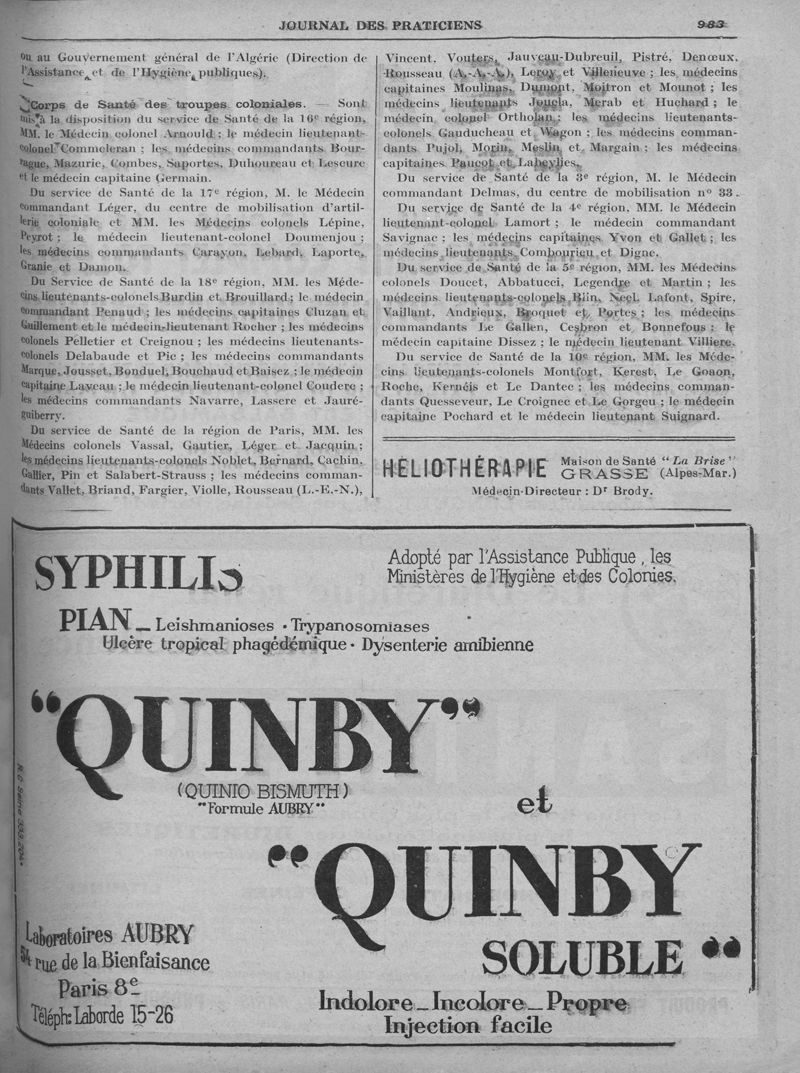 JOURNAL DES PRATICIENS 983
ou au Gouvernement général de l'Algérie (Direction de
l'Assistance et de l'Hygiène publiques).
Corps de Santé des troupes coloniales. — Sont
mis à la disposition du service de Santé de la 16e région,
MM. le Médecin colonel Arnould ; le médecin lieutenant-
colonel Commeleran ; les médecins commandants Bour-
rague, Mazurie, Combes, Saportes, Duhoureau et Lescure
et le médecin capitaine Germain.
Du service de Santé de la 17e région, M. le Médecin
commandant Léger, du centre de mobilisation d'artil-
lerie coloniale et MM. les Médecins colonels Lépine,
Peyrot ; le médecin lieutenant-colonel Doumenjou ;
les médecins commandants Carayon, Lebard, Laporte,
Granie et Damon.
Du Service de Santé de la 18e région, MM. les Méde-
cins lieutenants-colonels Burdin et Brouillard ; le médecin
commandant Penaud ; les médecins capitaines Cluzan et
Guillement et le médecin-lieutenant Rocher ; les médecins
colonels Pelletier et Creignou ; les médecins lieutenants-
colonels Delabaude et Pic ; les médecins commandants
Marque, Jousset, Bonduel, Bouchaud et Baisez ; le médecin
capitaine Laveau ; le médecin lieutenant-colonel Couderc ;
les médecins commandants Navarre, Lassere et Jauré-
guiberry.
Du service de Santé de la région de Paris, MM. les
Médecins colonels Vassal, Gautier, Léger et Jacquin ;
les médecins lieutenants-colonels Noblet, Bernard, Cachin,
Gallier, Pin et Salabert-Strauss ; les médecins comman-
dants Vallet, Briand, Fargier, Violle, Rousseau (L.-E.-N.),
Vincent, Vouters, Jauveau-Dubreuil, Pistré, Denœux,
Rousseau (A.-A.-A.), Leroy et Villeneuve ; les médecins
capitaines Moulinas, Dumont, Moitron et Mounot ; les
médecins lieutenants Joucla, Merab et Huchard ; le
médecin colonel Ortholan ; les médecins lieutenants-
colonels Ganducheau et Wagon ; les médecins comman-
dants Pujol, Morin, Meslin et Margain ; les médecins
capitaines Paucot et Labeylies.
Du service de Santé de la 3e région, M. le Médecin
commandant Delmas, du centre de mobilisation no 33.
Du service de Santé de la 4e région, MM. le Médecin
lieutenant-colonel Lamort ; le médecin commandant
Savignac ; les médecins capitaines Yvon et Gallet ; les
médecins lieutenants Combourieu et Digne.
Du service de Santé de la 5e région, MM. les Médecins
colonels Doucet, Abbatucci, Legendre et Martin ; les
médecins lieutenants-colonels Blin, Neel, Lafont, Spire,
Vaillant, Andrieux, Broquet et Portes ; les médecins
commandants Le Gallen, Cesbron et Bonnefous ; le
médecin capitaine Dissez ; le médecin lieutenant Villiere.
Du service de Santé de la 10e région, MM. les Méde-
cins lieutenants-colonels Montfort, Kerest, Le Goaon,
Roche, Kernéis et Le Dantec ; les médecins comman-
dants Quesseveur, Le Croignec et Le Gorgeu ; le médecin
capitaine Pochard et le médecin lieutenant Suignard.
HÉLIOTHÉRAPIE Maison de Santé "La Brise"
GRASSE (Alpes-Mar.)
Médecin-Directeur : Dr Brody.
SYPHILIS
Adopté par l'Assistance Publique, les
Ministères de l'Hygiène et des Colonies.
PIAN _ Leishmanioses · Trypanosomiases
Ulcère tropical phagédémique · Dysenterie amibienne
"QUINBY"
(QUINIO BISMUTH)
"Formule AUBRY"
et
"QUINBY
SOLUBLE"
R.C. Seine 339.204.
Laboratoires AUBRY
54 rue de la Bienfaisance
Paris 8e
Téléph: Laborde 15-26
Indolore _ Incolore _ Propre
Injection facile